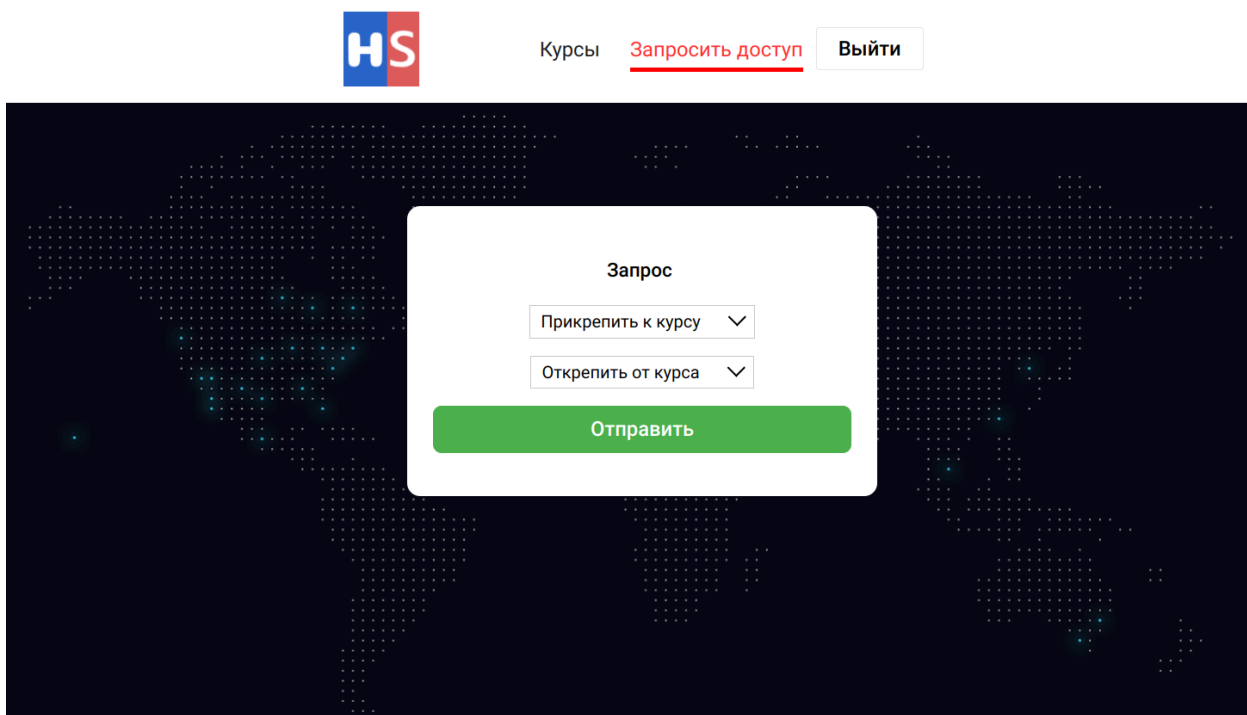 HS
Курсы Запросить доступ Выйти
Запрос
Прикрепить к курсу
Открепить от курса
Отправить